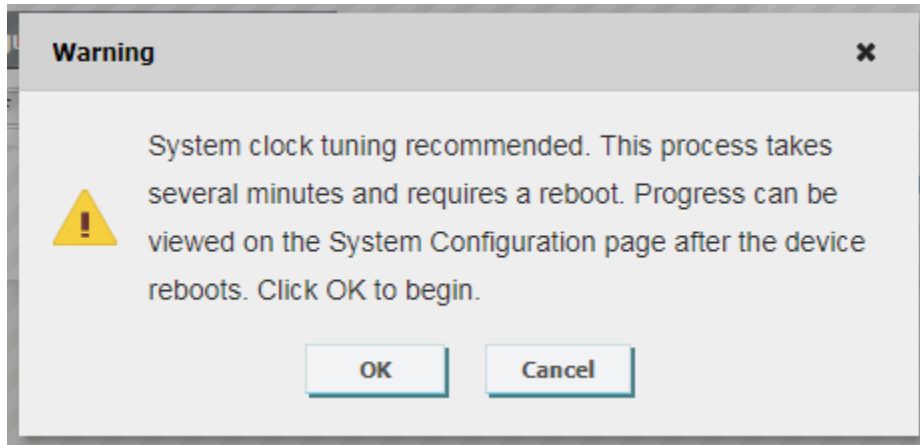 Warning
System clock tuning recommended. This process takes
several minutes and requires a reboot. Progress can be
viewed on the System Configuration page after the device
reboots. Click OK to begin.
OK
Cancel